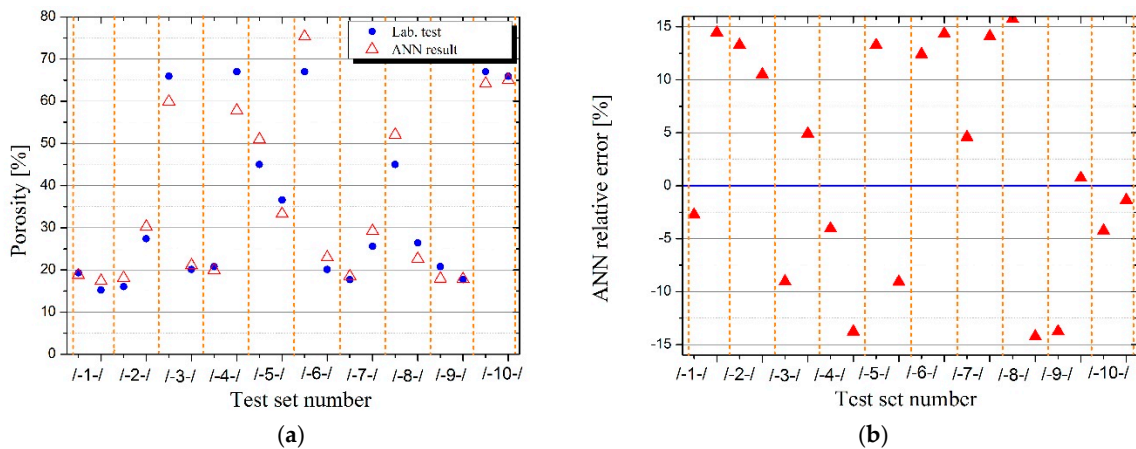 Lab. test
ANN result
Porosity [%]
80
70
60
50
40
30
20
10
0
/-1-/ /-2-/ /-3-/ /-4-/ /-5-/ /-6-/ /-7-/ /-8-/ /-9-/ /-10-/
Test set number
(a)
ANN relative error [%]
15
10
5
0
-5
-10
-15
/-1-/ /-2-/ /-3-/ /-4-/ /-5-/ /-6-/ /-7-/ /-8-/ /-9-/ /-10-/
Test set number
(b)